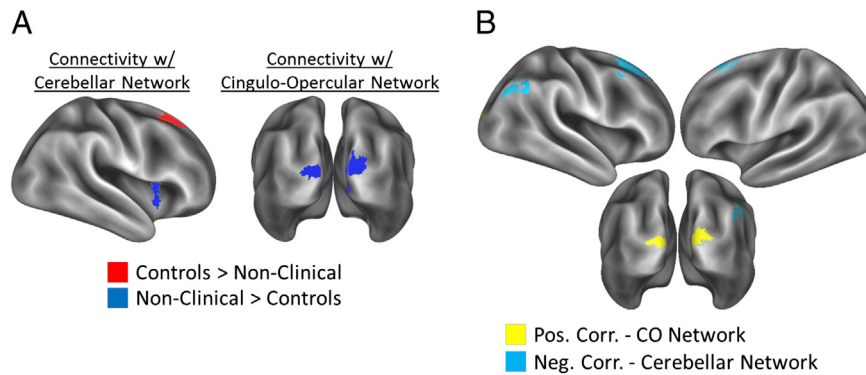 A
Connectivity w/
Cerebellar Network
Connectivity w/
Cingulo-Opercular Network
Controls > Non-Clinical
Non-Clinical > Controls
B
Pos. Corr. - CO Network
Neg. Corr. - Cerebellar Network